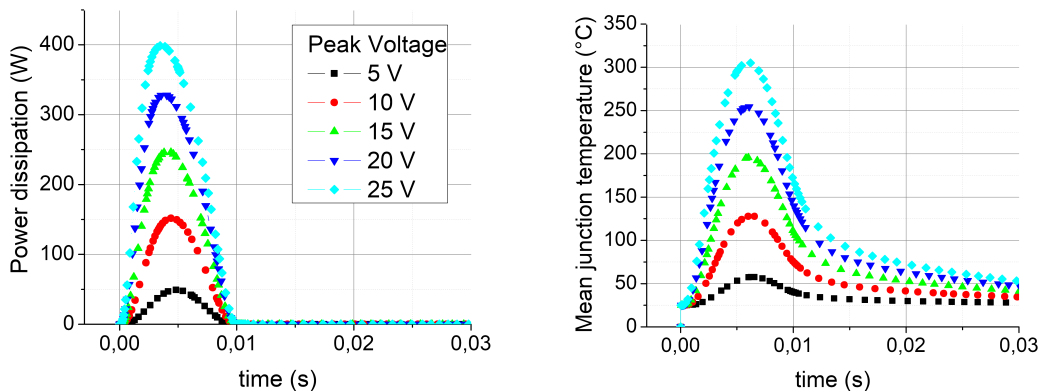 Power dissipation (W)
400
300
200
100
0
0,00
0,01
0,02
0,03
time (s)
Peak Voltage
5 V
10 V
15 V
20 V
25 V
Mean junction temperature (°C)
350
300
250
200
150
100
50
0
0,00
0,01
0,02
0,03
time (s)